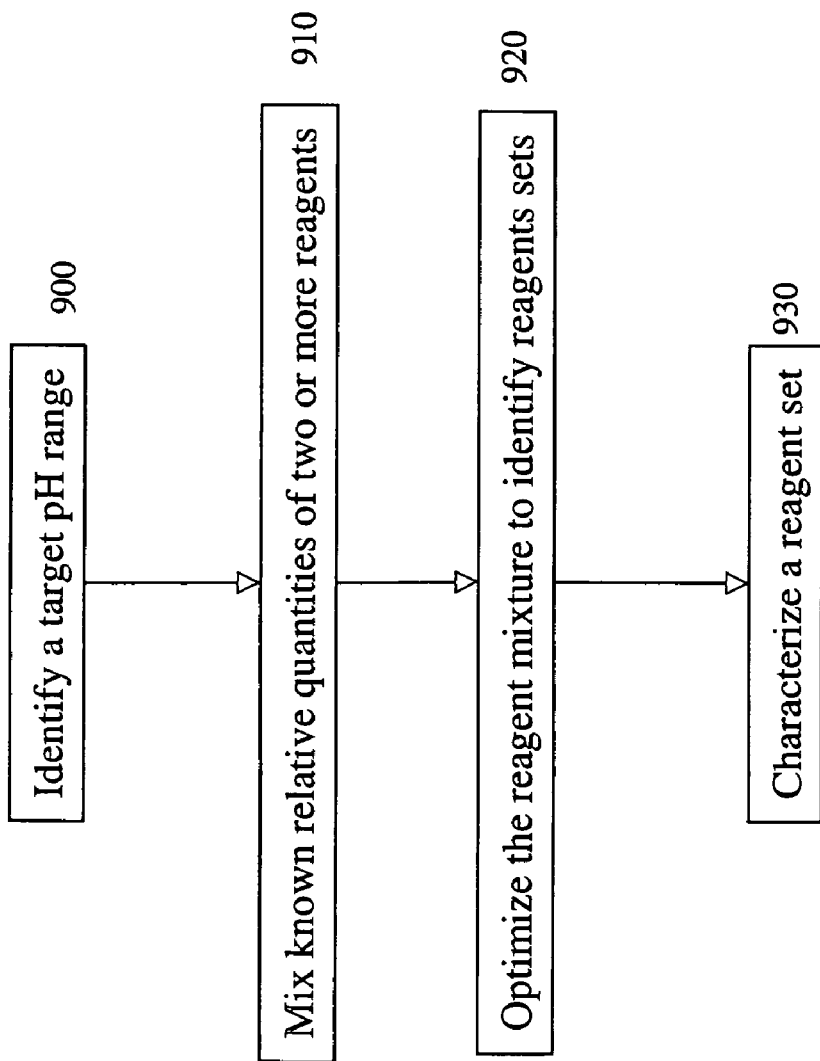 Identify a target pH range
900
Mix known relative quantities of two or more reagents
910
Optimize the reagent mixture to identify reagents sets
920
Characterize a reagent set
930